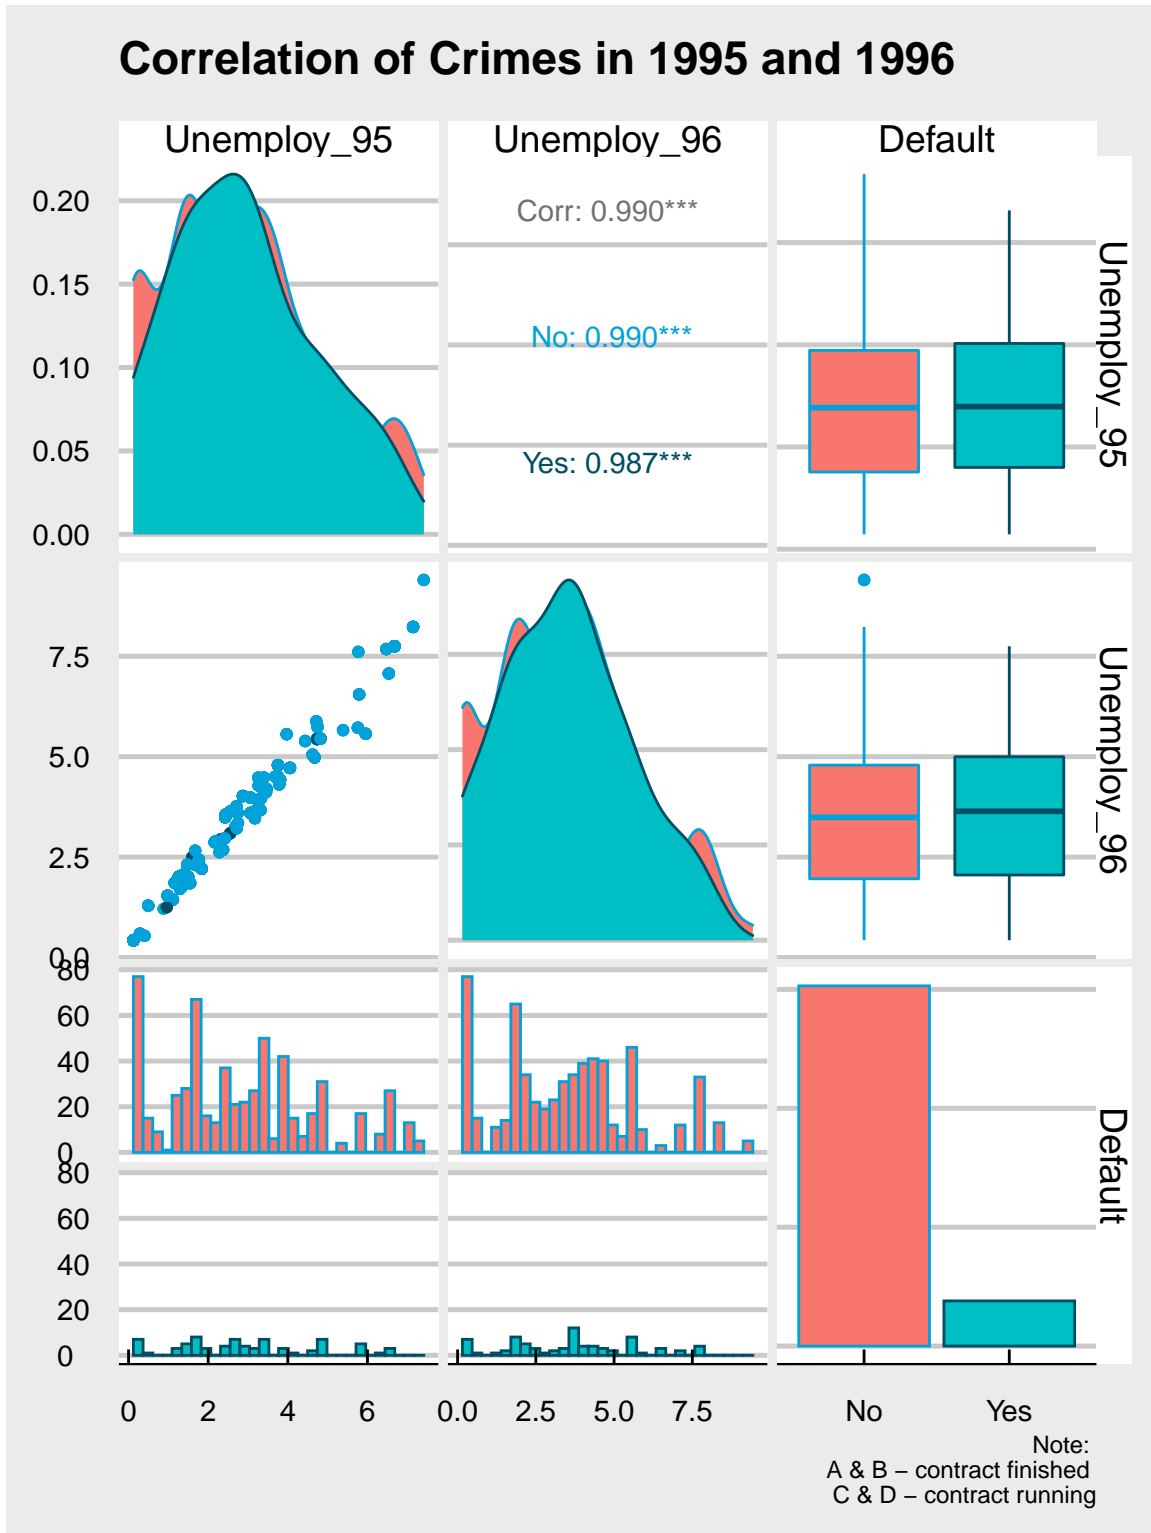 Correlation of Crimes in 1995 and 1996
Unemploy_95
Unemploy_96
Default
0.20
0.15
0.10
0.05
0.00
Corr: 0.990***
No: 0.990***
Yes: 0.987***
Unemploy_95
7.5
5.0
2.5
0.0
Unemploy_96
80
60
40
20
0
80
60
40
20
0
Default
0 2 4 6
0.0 2.5 5.0 7.5
No Yes
Note:
A & B – contract finished
C & D – contract running